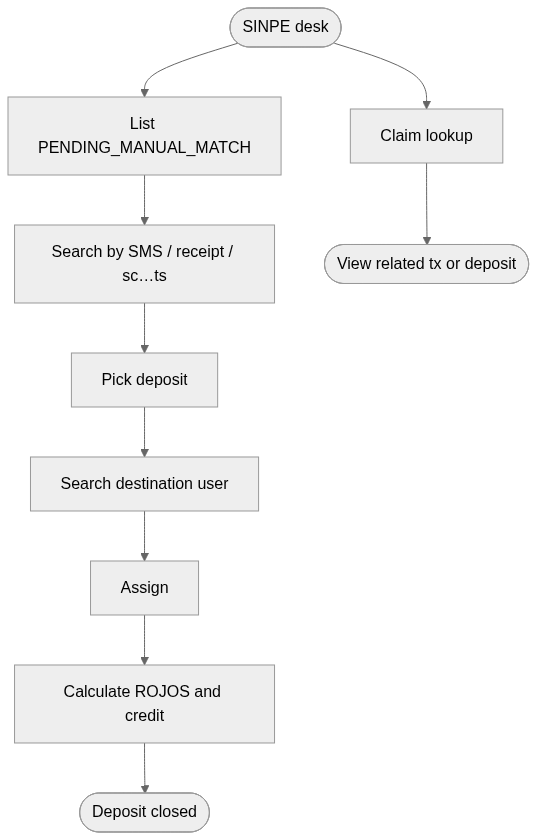 SINPE desk
List
PENDING_MANUAL_MATCH
Claim lookup
Search by SMS / receipt /
sc…ts
View related tx or deposit
Pick deposit
Search destination user
Assign
Calculate ROJOS and
credit
Deposit closed